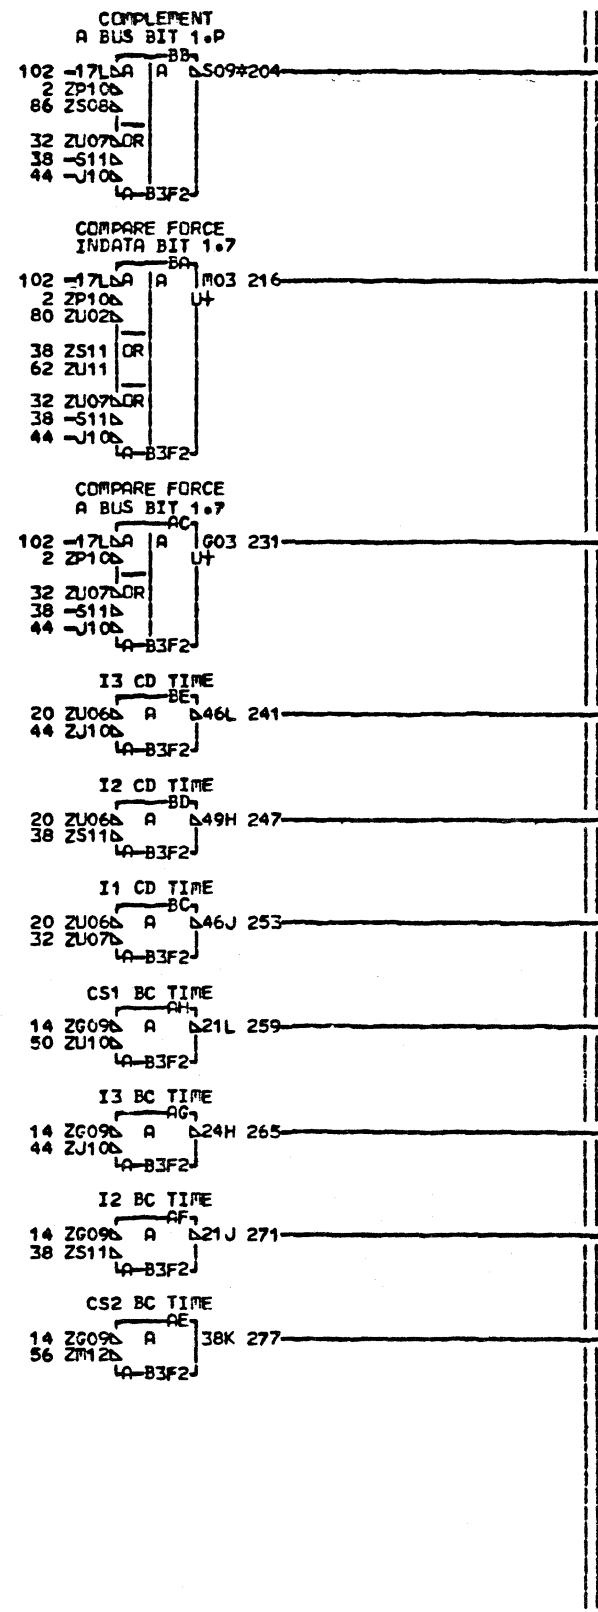 COMPLEMENT
A BUS BIT 1.P
BB
102 -17L A A S09*204
2 ZP10
86 ZS08
32 ZU07 OR
38 -S11
44 -J10
A-B3F2
COMPARE FORCE
INDATA BIT 1.7
BA
102 -17L A A M03 216
2 ZP10 U+
80 ZU02
38 ZS11 OR
62 ZU11
32 ZU07 OR
38 -S11
44 -J10
A-B3F2
COMPARE FORCE
A BUS BIT 1.7
AC
102 -17L A A G03 231
2 ZP10 U+
32 ZU07 OR
38 -S11
44 -J10
A-B3F2
I3 CD TIME
BE
20 ZU06 A 46L 241
44 ZJ10
A-B3F2
I2 CD TIME
BD
20 ZU06 A 49H 247
38 ZS11
A-B3F2
I1 CD TIME
BC
20 ZU06 A 46J 253
32 ZU07
A-B3F2
CS1 BC TIME
AH
14 ZG09 A 21L 259
50 ZU10
A-B3F2
I3 BC TIME
AG
14 ZG09 A 24H 265
44 ZJ10
A-B3F2
I2 BC TIME
AF
14 ZG09 A 21J 271
38 ZS11
A-B3F2
CS2 BC TIME
AE
14 ZG09 A 38K 277
56 ZM12
A-B3F2